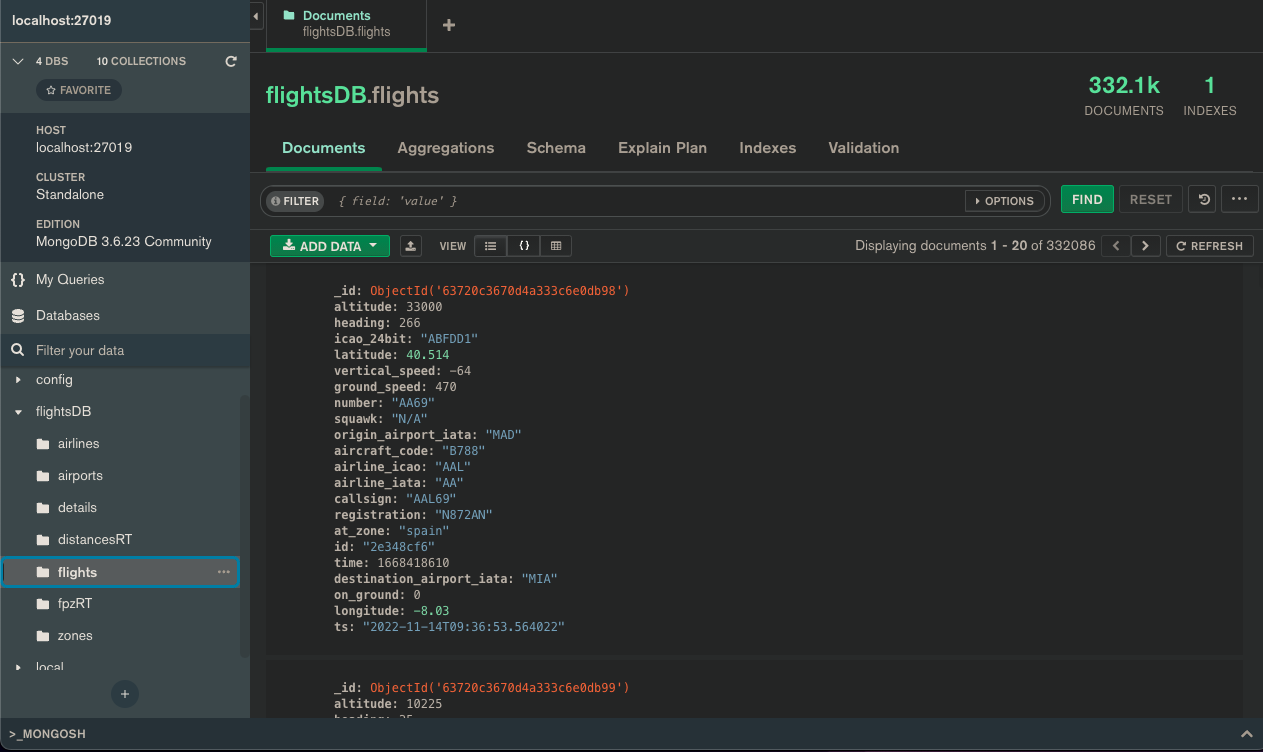 localhost:27019
4 DBS 10 COLLECTIONS
FAVORITE
HOST
localhost:27019
CLUSTER
Standalone
EDITION
MongoDB 3.6.23 Community
{} My Queries
Databases
Filter your data
config
flightsDB
airlines
airports
details
distancesRT
flights ...
fpzRT
zones
local
+
>_MONGOSH
Documents
flightsDB.flights
+
flightsDB.flights
332.1k 1
DOCUMENTS INDEXES
Documents Aggregations Schema Explain Plan Indexes Validation
FILTER { field: 'value' } OPTIONS FIND RESET ...
ADD DATA VIEW {} Displaying documents 1 - 20 of 332086 < > REFRESH
_id: ObjectId('63720c3670d4a333c6e0db98')
altitude: 33000
heading: 266
icao_24bit: "ABFDD1"
latitude: 40.514
vertical_speed: -64
ground_speed: 470
number: "AA69"
squawk: "N/A"
origin_airport_iata: "MAD"
aircraft_code: "B788"
airline_icao: "AAL"
airline_iata: "AA"
callsign: "AAL69"
registration: "N872AN"
at_zone: "spain"
id: "2e348cf6"
time: 1668418610
destination_airport_iata: "MIA"
on_ground: 0
longitude: -8.03
ts: "2022-11-14T09:36:53.564022"
_id: ObjectId('63720c3670d4a333c6e0db99')
altitude: 10225
heading: 25